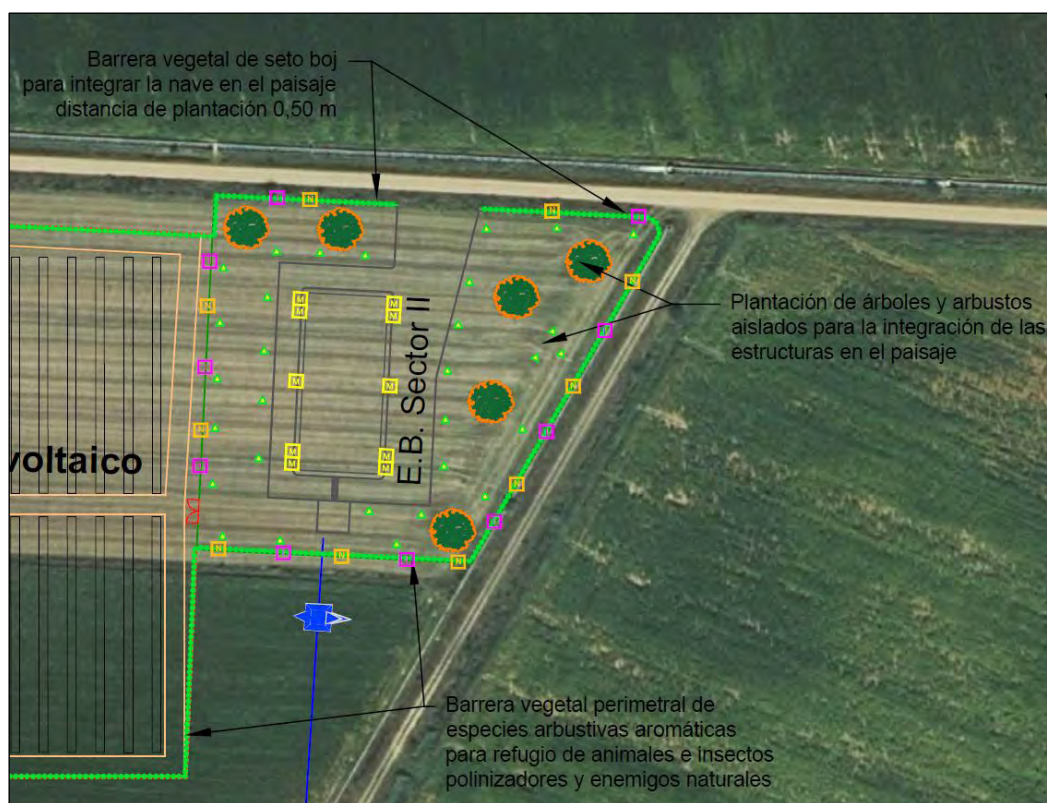 Barrera vegetal de seto boj
para integrar la nave en el paisaje
distancia de plantación 0,50 m
Plantación de árboles y arbustos
aislados para la integración de las
estructuras en el paisaje
E.B. Sector II
voltaico
Barrera vegetal perimetral de
especies arbustivas aromáticas
para refugio de animales e insectos
polinizadores y enemigos naturales
N
N
N
N
N
N
N
N
N
N
N
M
M
M
M
M
M
M
M
M
M